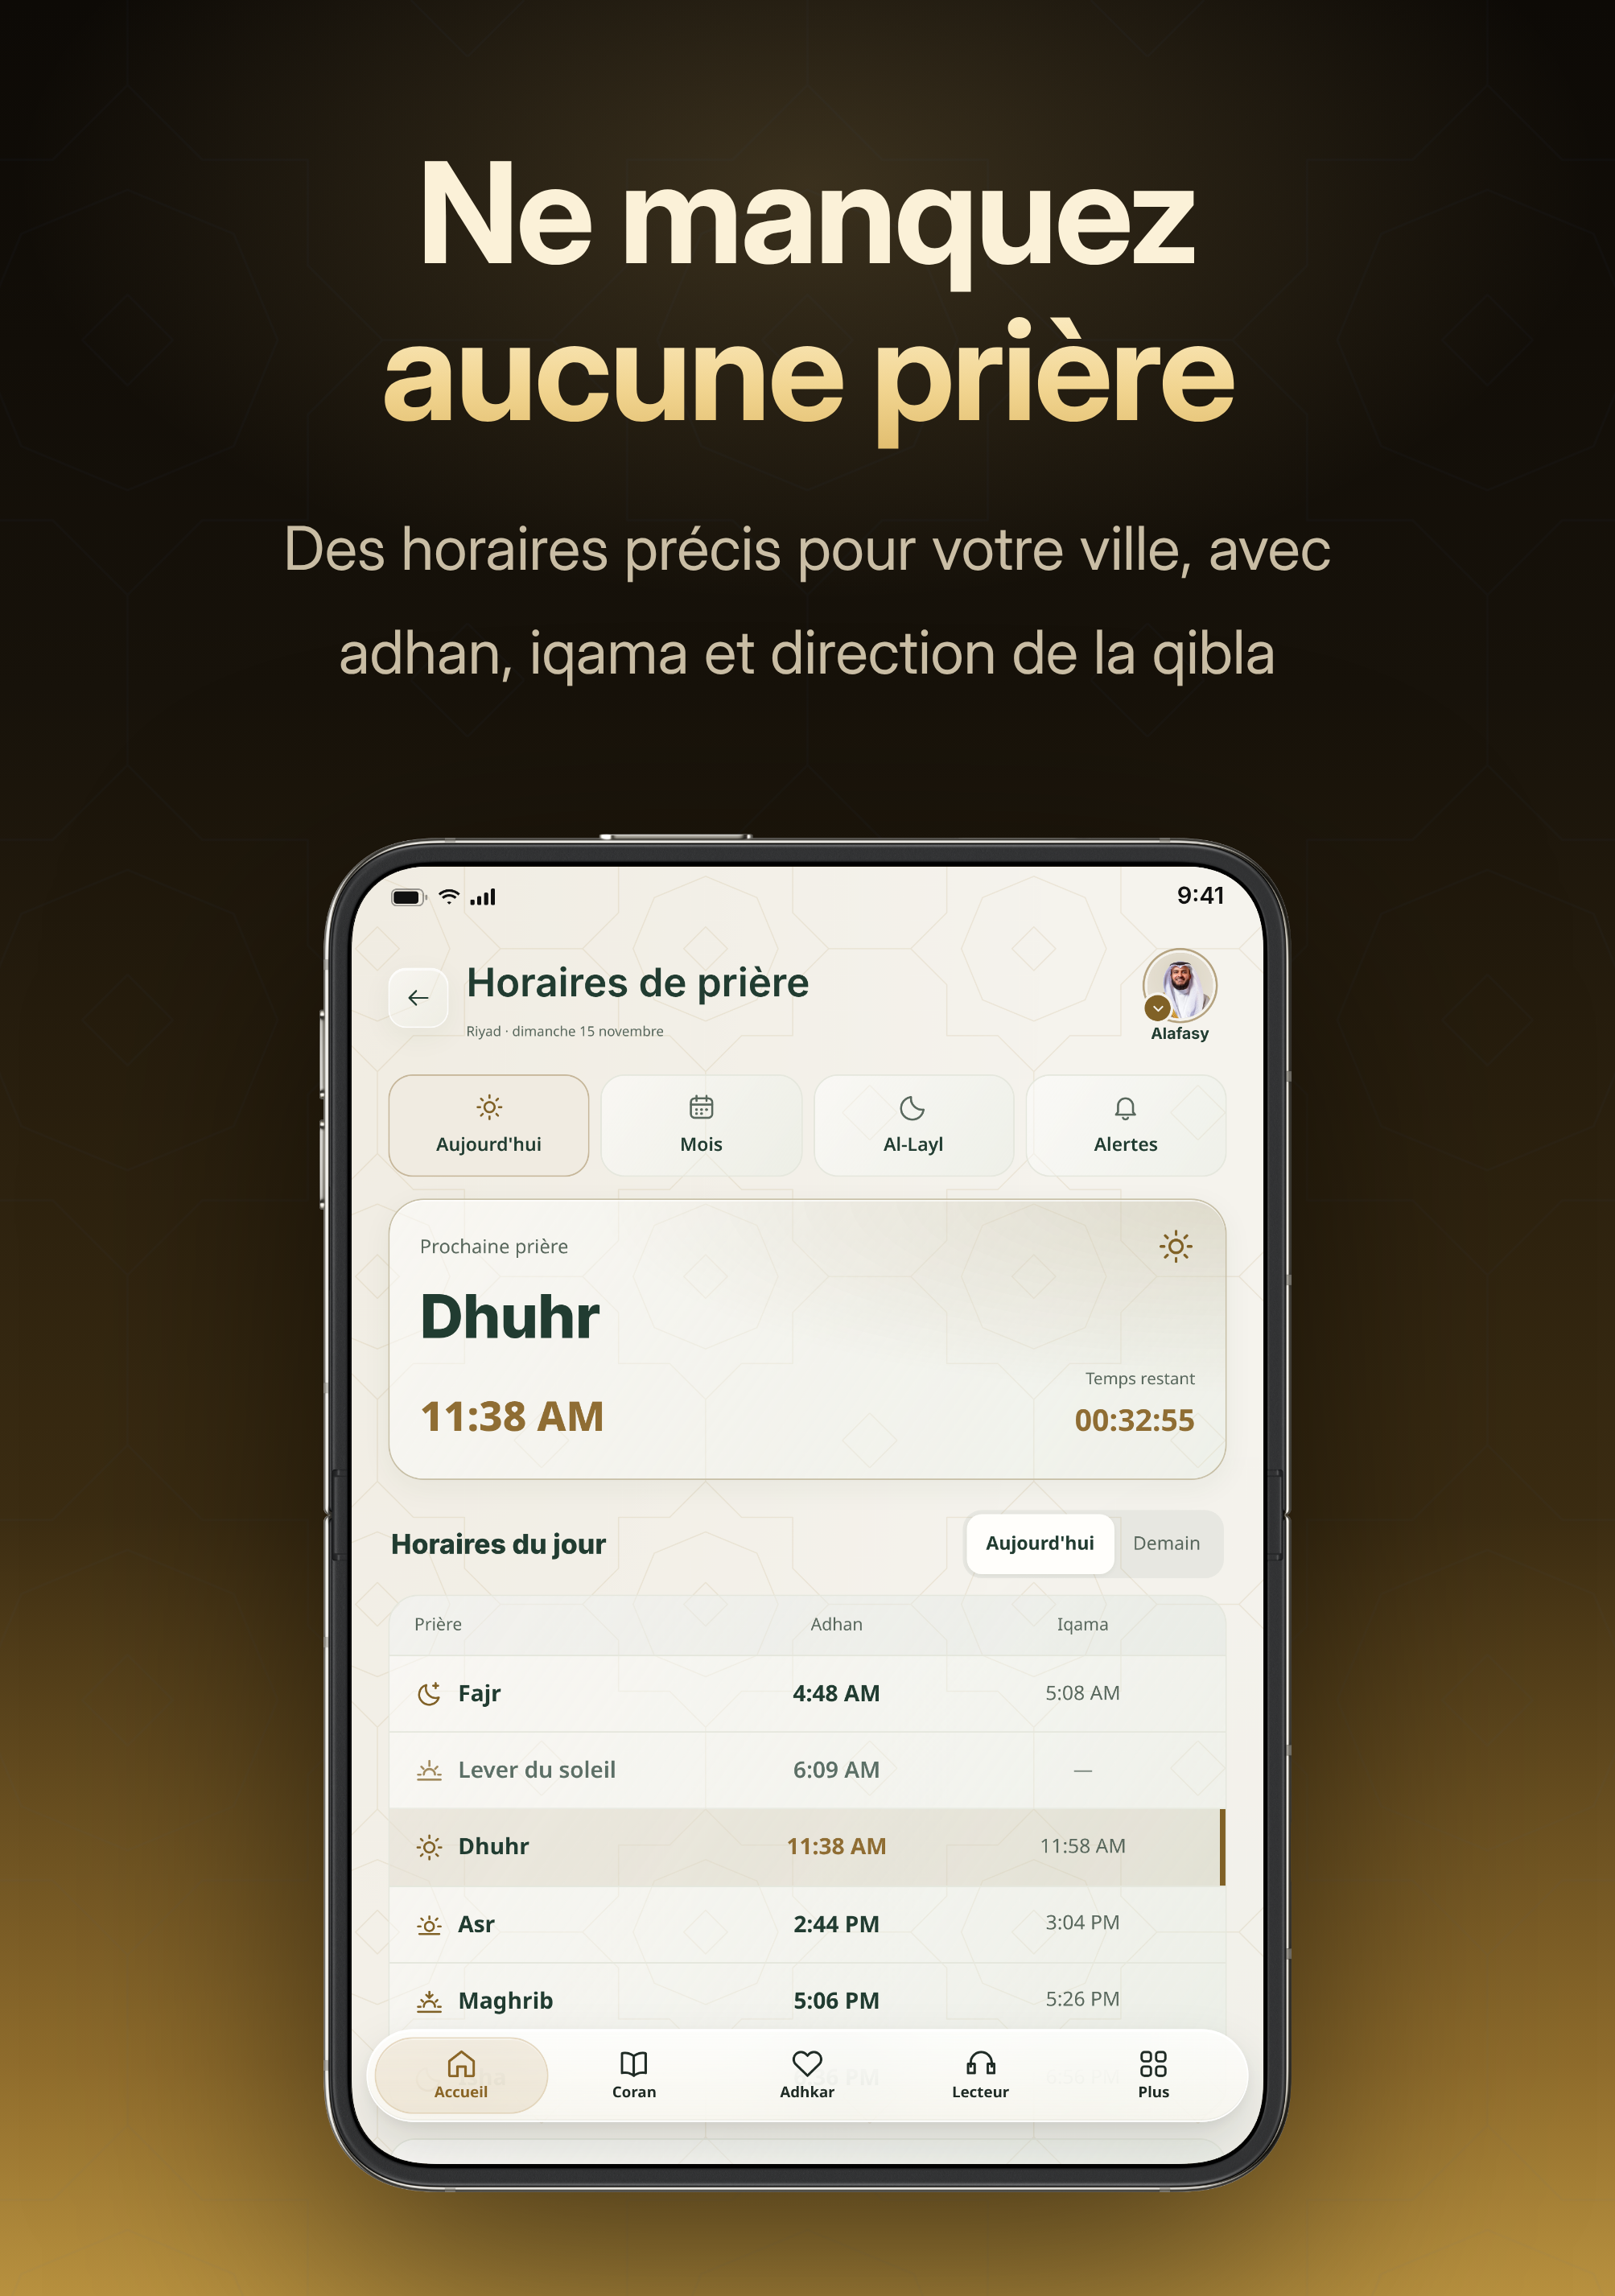 Ne manquez
aucune prière
Des horaires précis pour votre ville, avec
adhan, iqama et direction de la qibla
9:41
Horaires de prière
Riyad · dimanche 15 novembre
Alafasy
Aujourd'hui
Mois
Al-Layl
Alertes
Prochaine prière
Dhuhr
Temps restant
11:38 AM
00:32:55
Horaires du jour
Aujourd'hui
Demain
Prière Adhan Iqama
Fajr 4:48 AM 5:08 AM
Lever du soleil 6:09 AM —
Dhuhr 11:38 AM 11:58 AM
Asr 2:44 PM 3:04 PM
Maghrib 5:06 PM 5:26 PM
Accueil
Coran
Adhkar
Lecteur
Plus